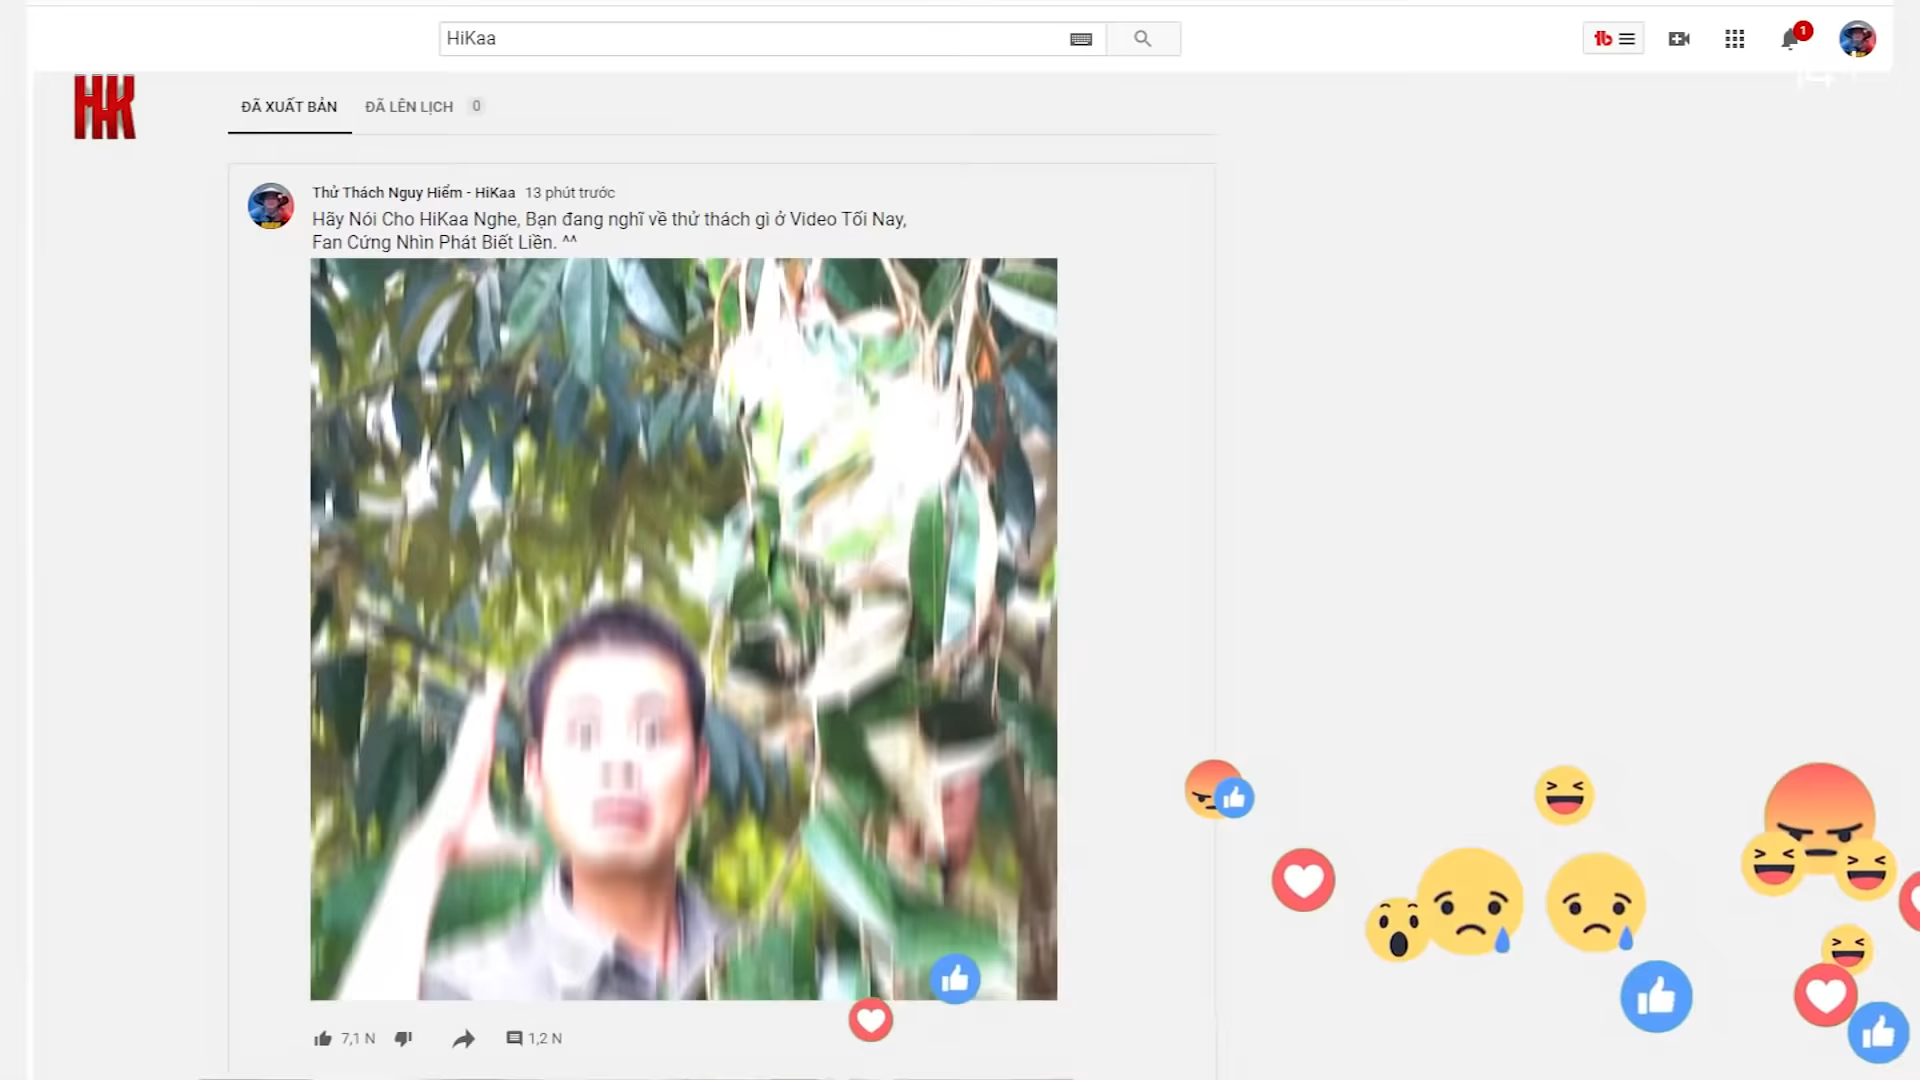 HiKaa
1
HK
ĐÃ XUẤT BẢN ĐÃ LÊN LỊCH 0
Thử Thách Nguy Hiểm - HiKaa 13 phút trước
Hãy Nói Cho HiKaa Nghe, Bạn đang nghĩ về thử thách gì ở Video Tối Nay,
Fan Cứng Nhìn Phát Biết Liền. ^^
7,1 N 1,2 N